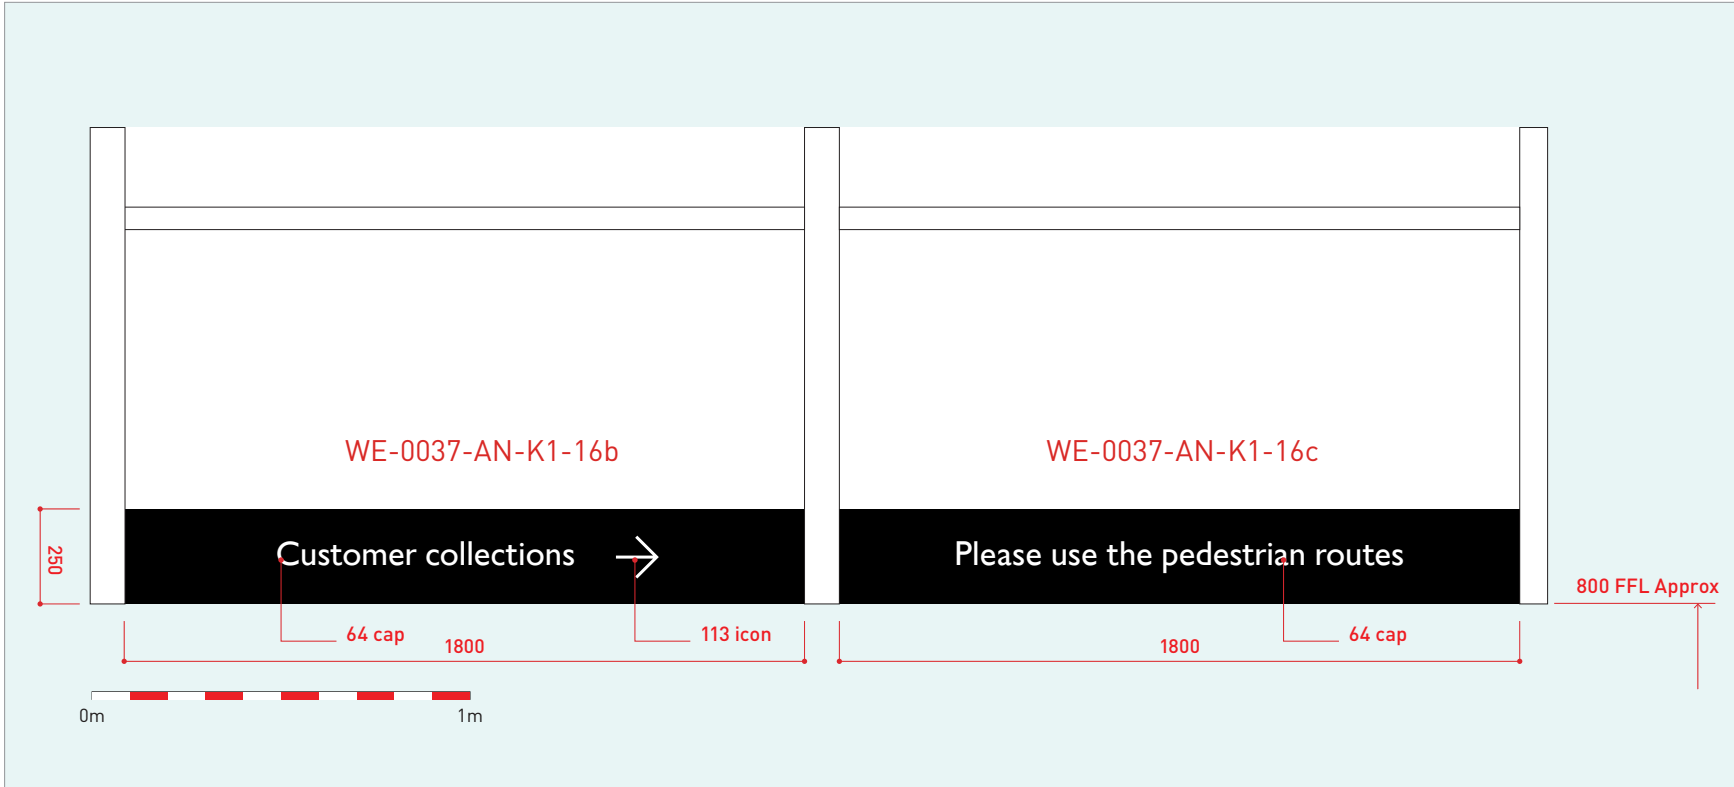 WE-0037-AN-K1-16b
WE-0037-AN-K1-16c
250
Customer collections
Please use the pedestrian routes
800 FFL Approx
64 cap
113 icon
64 cap
1800
1800
0m
1m